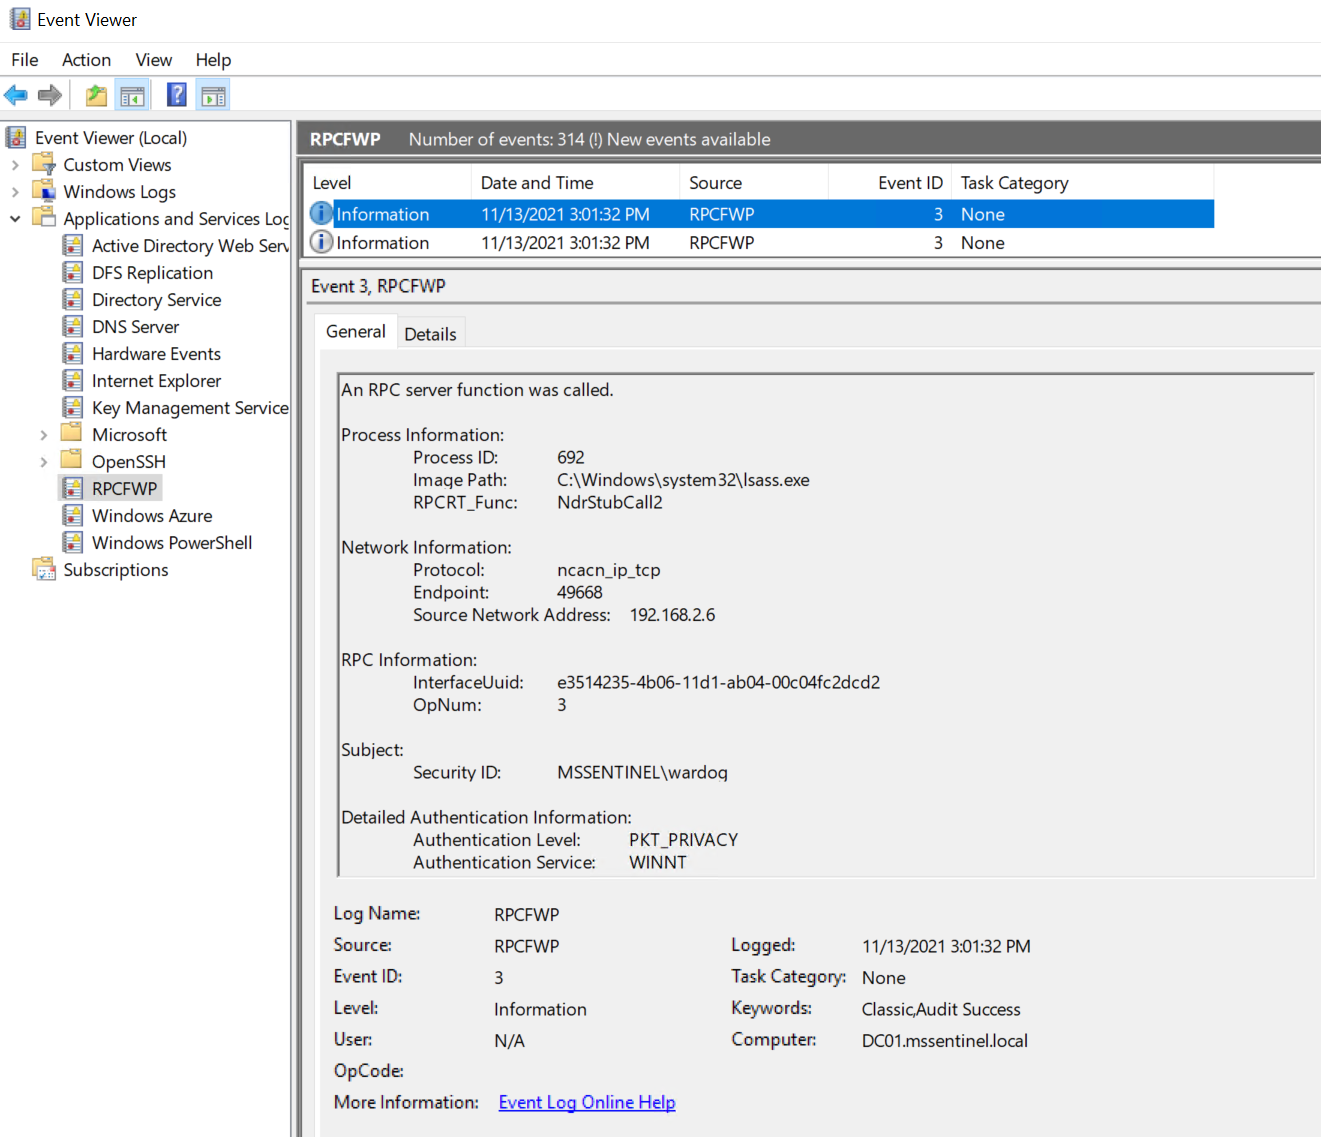 Event Viewer
File Action View Help
Event Viewer (Local)
Custom Views
Windows Logs
Applications and Services Log
Active Directory Web Serv
DFS Replication
Directory Service
DNS Server
Hardware Events
Internet Explorer
Key Management Service
Microsoft
OpenSSH
RPCFWP
Windows Azure
Windows PowerShell
Subscriptions
RPCFWP Number of events: 314 (!) New events available
Level Date and Time Source Event ID Task Category
Information 11/13/2021 3:01:32 PM RPCFWP 3 None
Information 11/13/2021 3:01:32 PM RPCFWP 3 None
Event 3, RPCFWP
General Details
An RPC server function was called.
Process Information:
Process ID: 692
Image Path: C:\Windows\system32\lsass.exe
RPCRT_Func: NdrStubCall2
Network Information:
Protocol: ncacn_ip_tcp
Endpoint: 49668
Source Network Address: 192.168.2.6
RPC Information:
InterfaceUuid: e3514235-4b06-11d1-ab04-00c04fc2dcd2
OpNum: 3
Subject:
Security ID: MSSENTINEL\wardog
Detailed Authentication Information:
Authentication Level: PKT_PRIVACY
Authentication Service: WINNT
Log Name: RPCFWP
Source: RPCFWP Logged: 11/13/2021 3:01:32 PM
Event ID: 3 Task Category: None
Level: Information Keywords: Classic,Audit Success
User: N/A Computer: DC01.mssentinel.local
OpCode:
More Information: Event Log Online Help